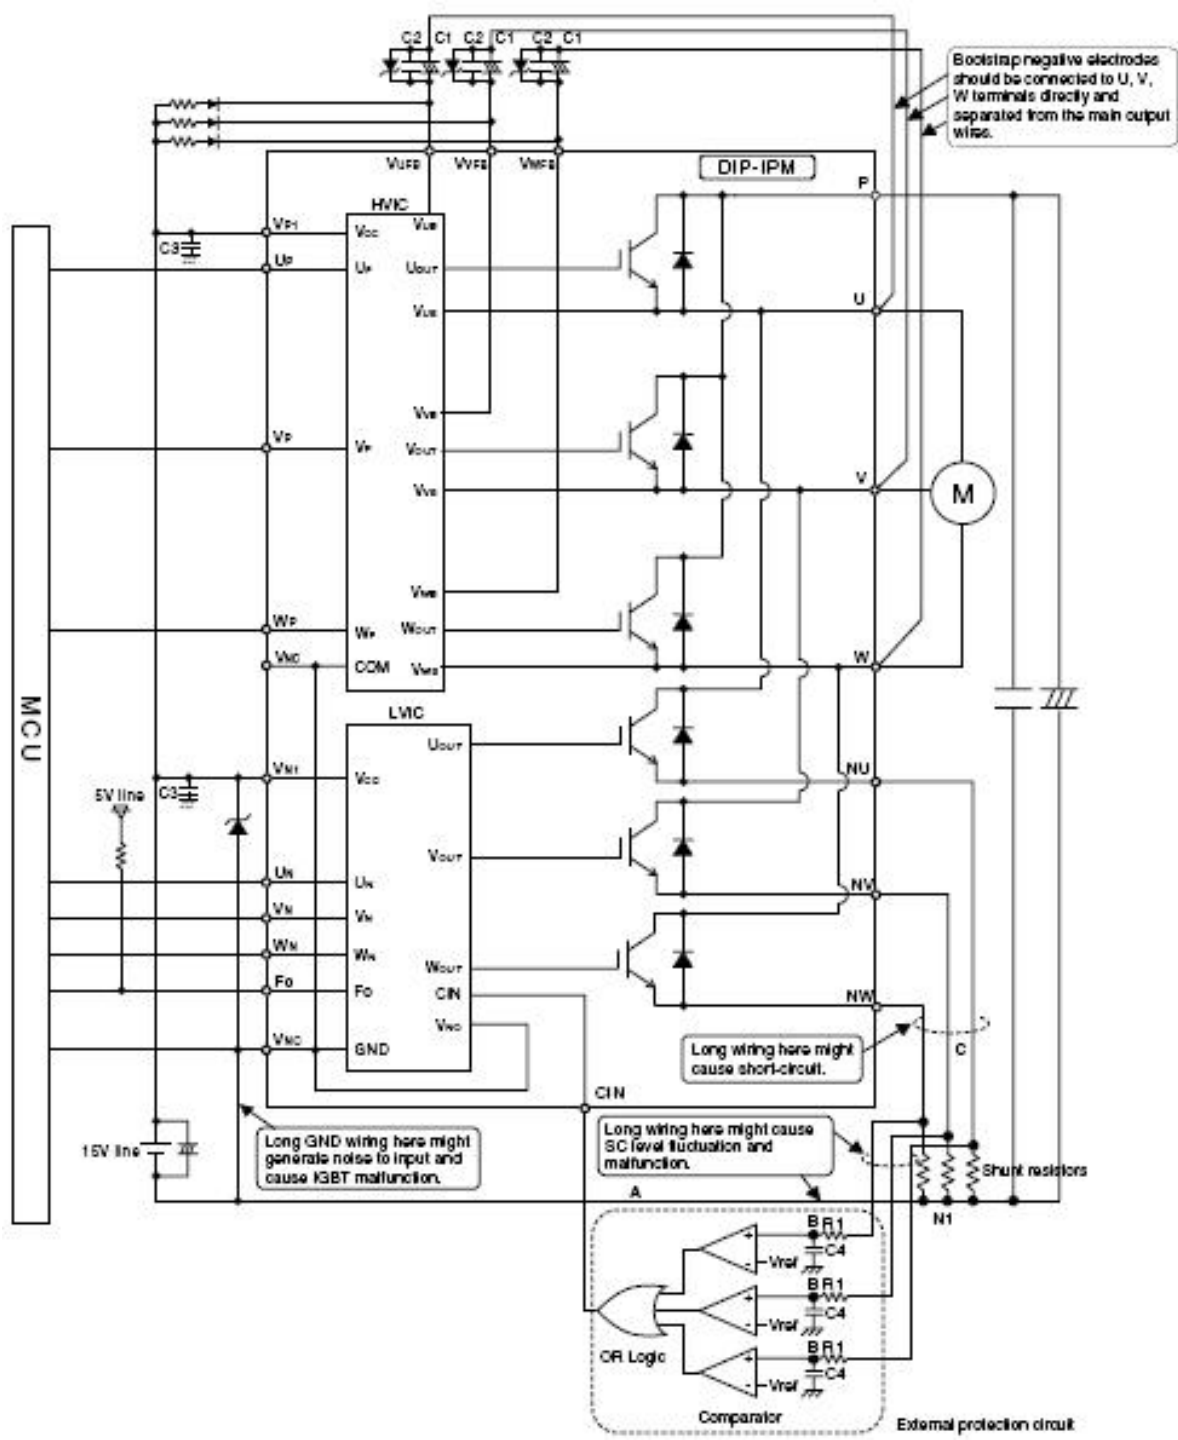 C2 C1 C2 C1 C2 C1
Bootstrap negative electrodes
should be connected to U, V,
W terminals directly and
separated from the main output
wires.
VUFB VVFB VWFB
DIP-IPM
P
HVIC
VP1 VCC VUB
C3
UP UP UOUT
U
VUS
VVB
VP VP VOUT
V
VVS
M
VWB
WP WP WOUT
VNC COM VWS W
MCU
LVIC
UOUT
VN1 VCC NU
5V line C3
VOUT
UN UN NV
VN VN
WN WN
WOUT
FO FO CIN NW
VNO
VNC GND
Long wiring here might
cause short-circuit.
C
CIN
15V line
Long GND wiring here might
generate noise to input and
cause IGBT malfunction.
Long wiring here might cause
SC level fluctuation and
malfunction.
Shunt resistors
A
N1
B R1
+
C4
- Vref
B R1
+
C4
- Vref
B R1
+
C4
- Vref
OR Logic
Comparator
External protection circuit